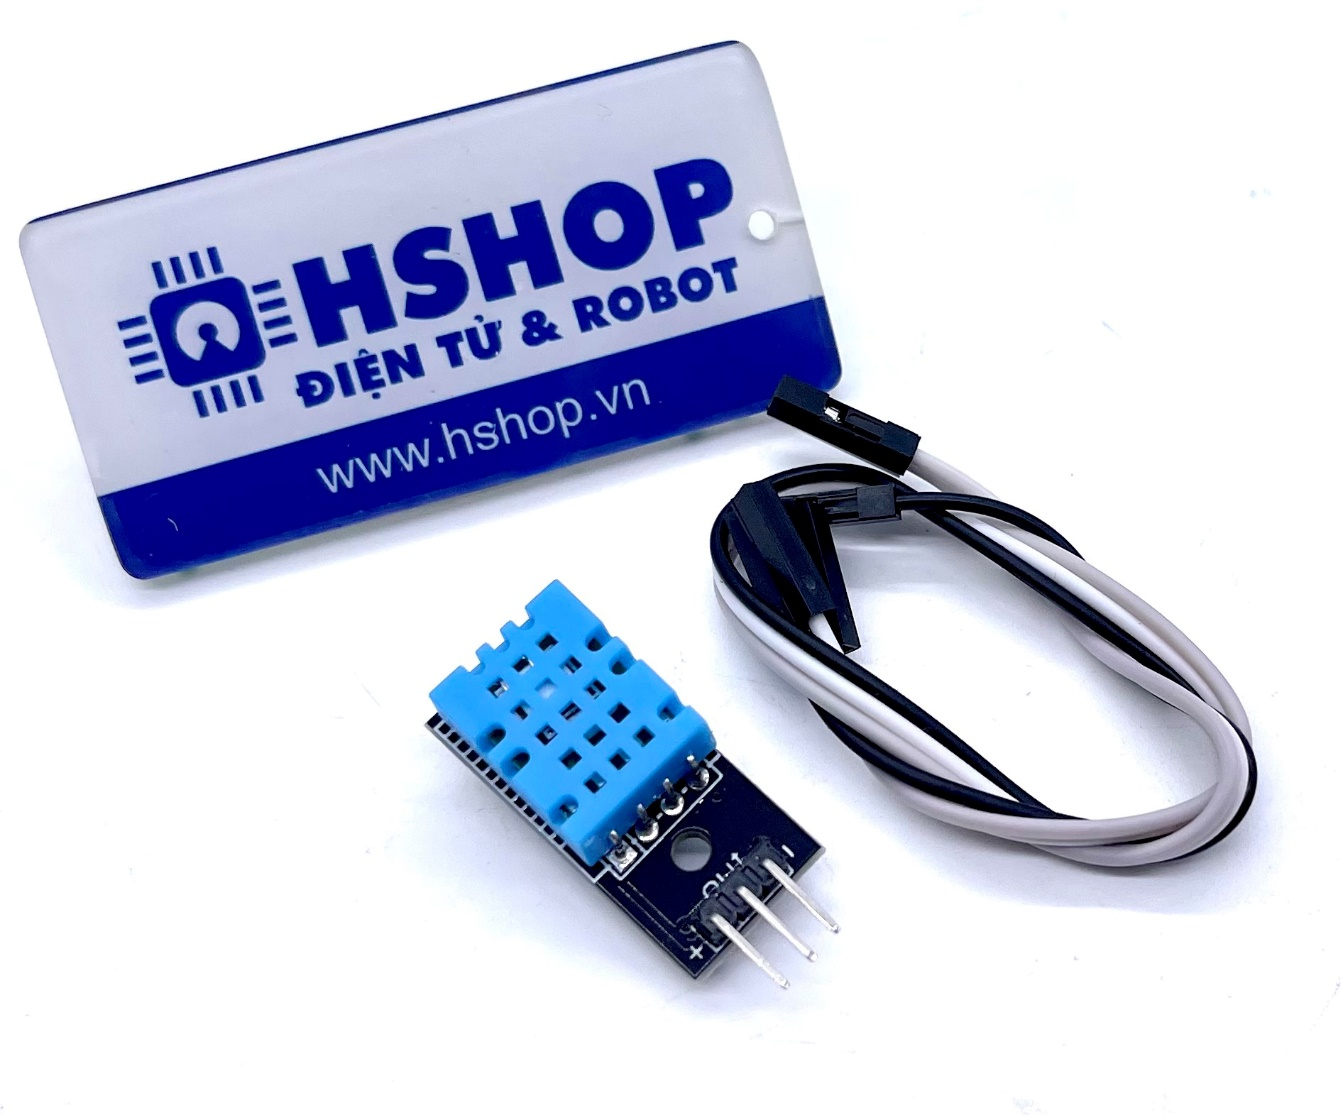 HSHOP
ĐIỆN TỬ & ROBOT
www.hshop.vn
+ out -